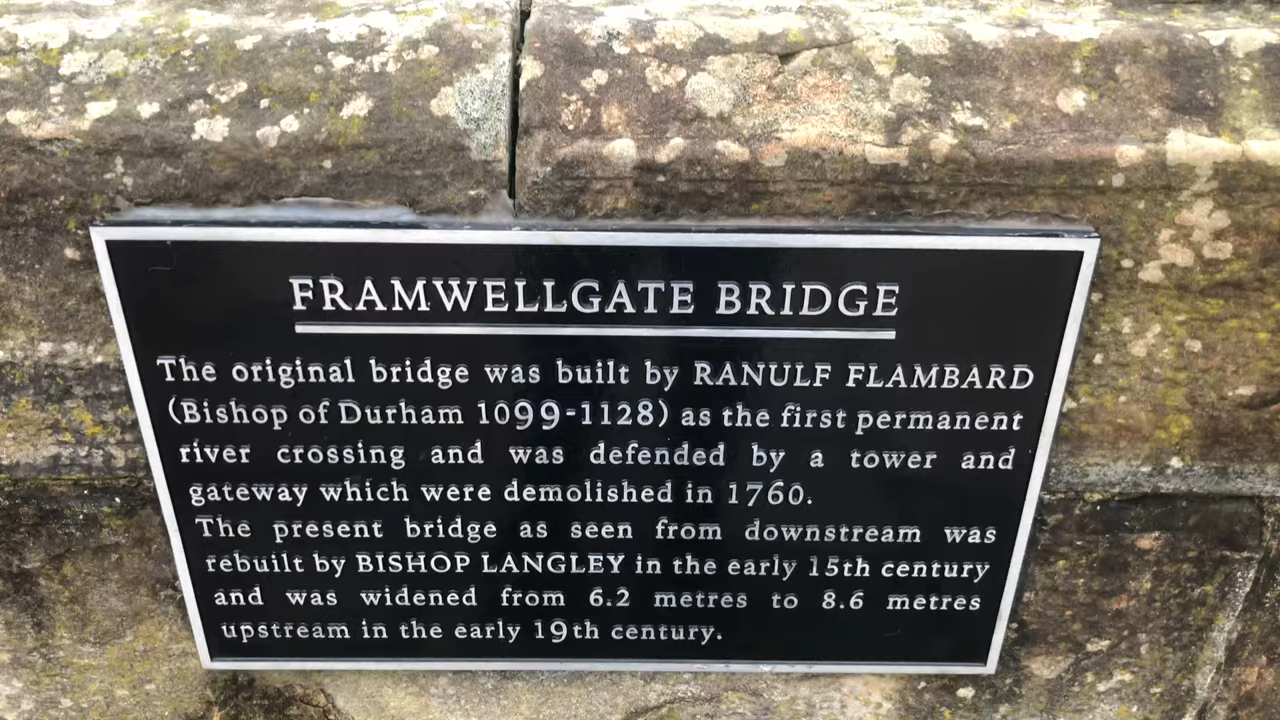 FRAMWELLGATE BRIDGE
The original bridge was built by RANULF FLAMBARD
(Bishop of Durham 1099-1128) as the first permanent
river crossing and was defended by a tower and
gateway which were demolished in 1760.
The present bridge as seen from downstream was
rebuilt by BISHOP LANGLEY in the early 15th century
and was widened from 6.2 metres to 8.6 metres
upstream in the early 19th century.